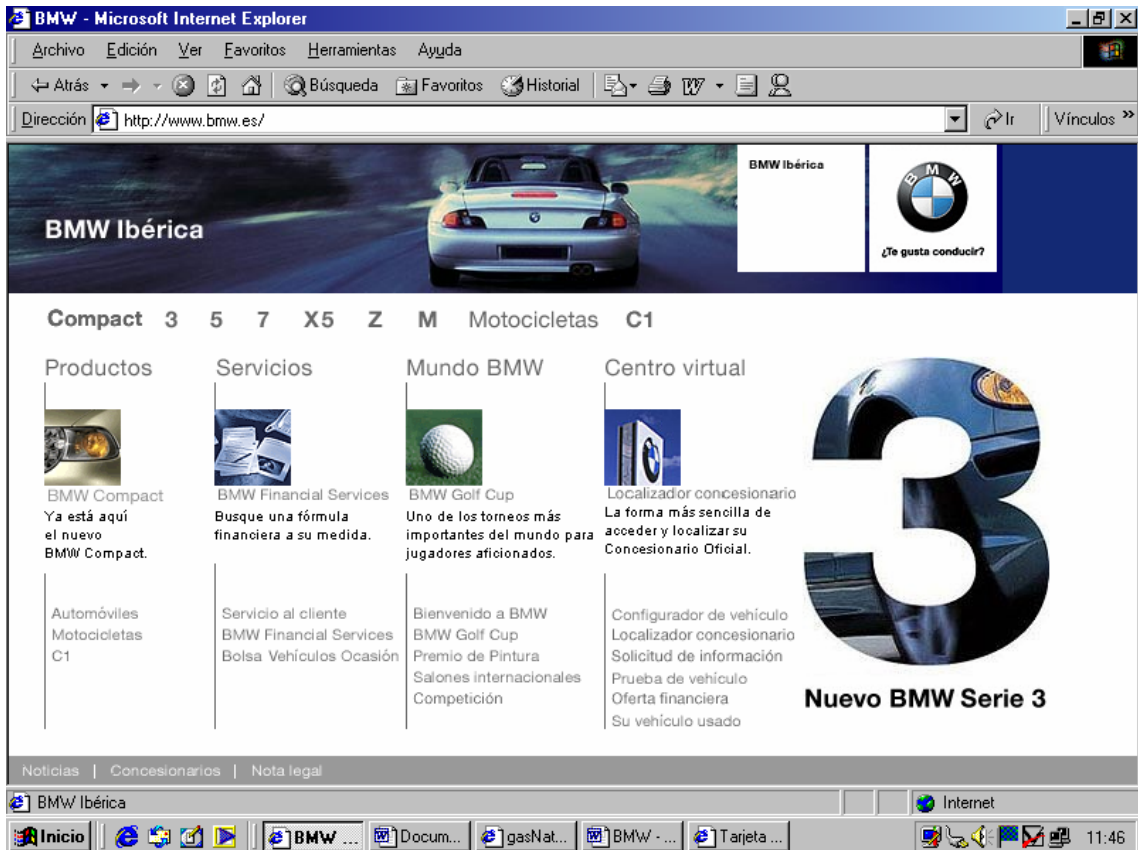 BMW - Microsoft Internet Explorer
Archivo Edición Ver Favoritos Herramientas Ayuda
Atrás Búsqueda Favoritos Historial
Dirección http://www.bmw.es/ Ir Vínculos »
BMW Ibérica
BMW Ibérica
BMW
¿Te gusta conducir?
Compact 3 5 7 X5 Z M Motocicletas C1
Productos
BMW Compact
Ya está aquí
el nuevo
BMW Compact.
Automóviles
Motocicletas
C1
Servicios
BMW Financial Services
Busque una fórmula
financiera a su medida.
Servicio al cliente
BMW Financial Services
Bolsa Vehículos Ocasión
Mundo BMW
BMW Golf Cup
Uno de los torneos más
importantes del mundo para
jugadores aficionados.
Bienvenido a BMW
BMW Golf Cup
Premio de Pintura
Salones internacionales
Competición
Centro virtual
Localizador concesionario
La forma más sencilla de
acceder y localizar su
Concesionario Oficial.
Configurador de vehículo
Localizador concesionario
Solicitud de información
Prueba de vehículo
Oferta financiera
Su vehículo usado
3
Nuevo BMW Serie 3
Noticias | Concesionarios | Nota legal
BMW Ibérica Internet
Inicio BMW ... Docum... gasNat... BMW - ... Tarjeta ... 11:46